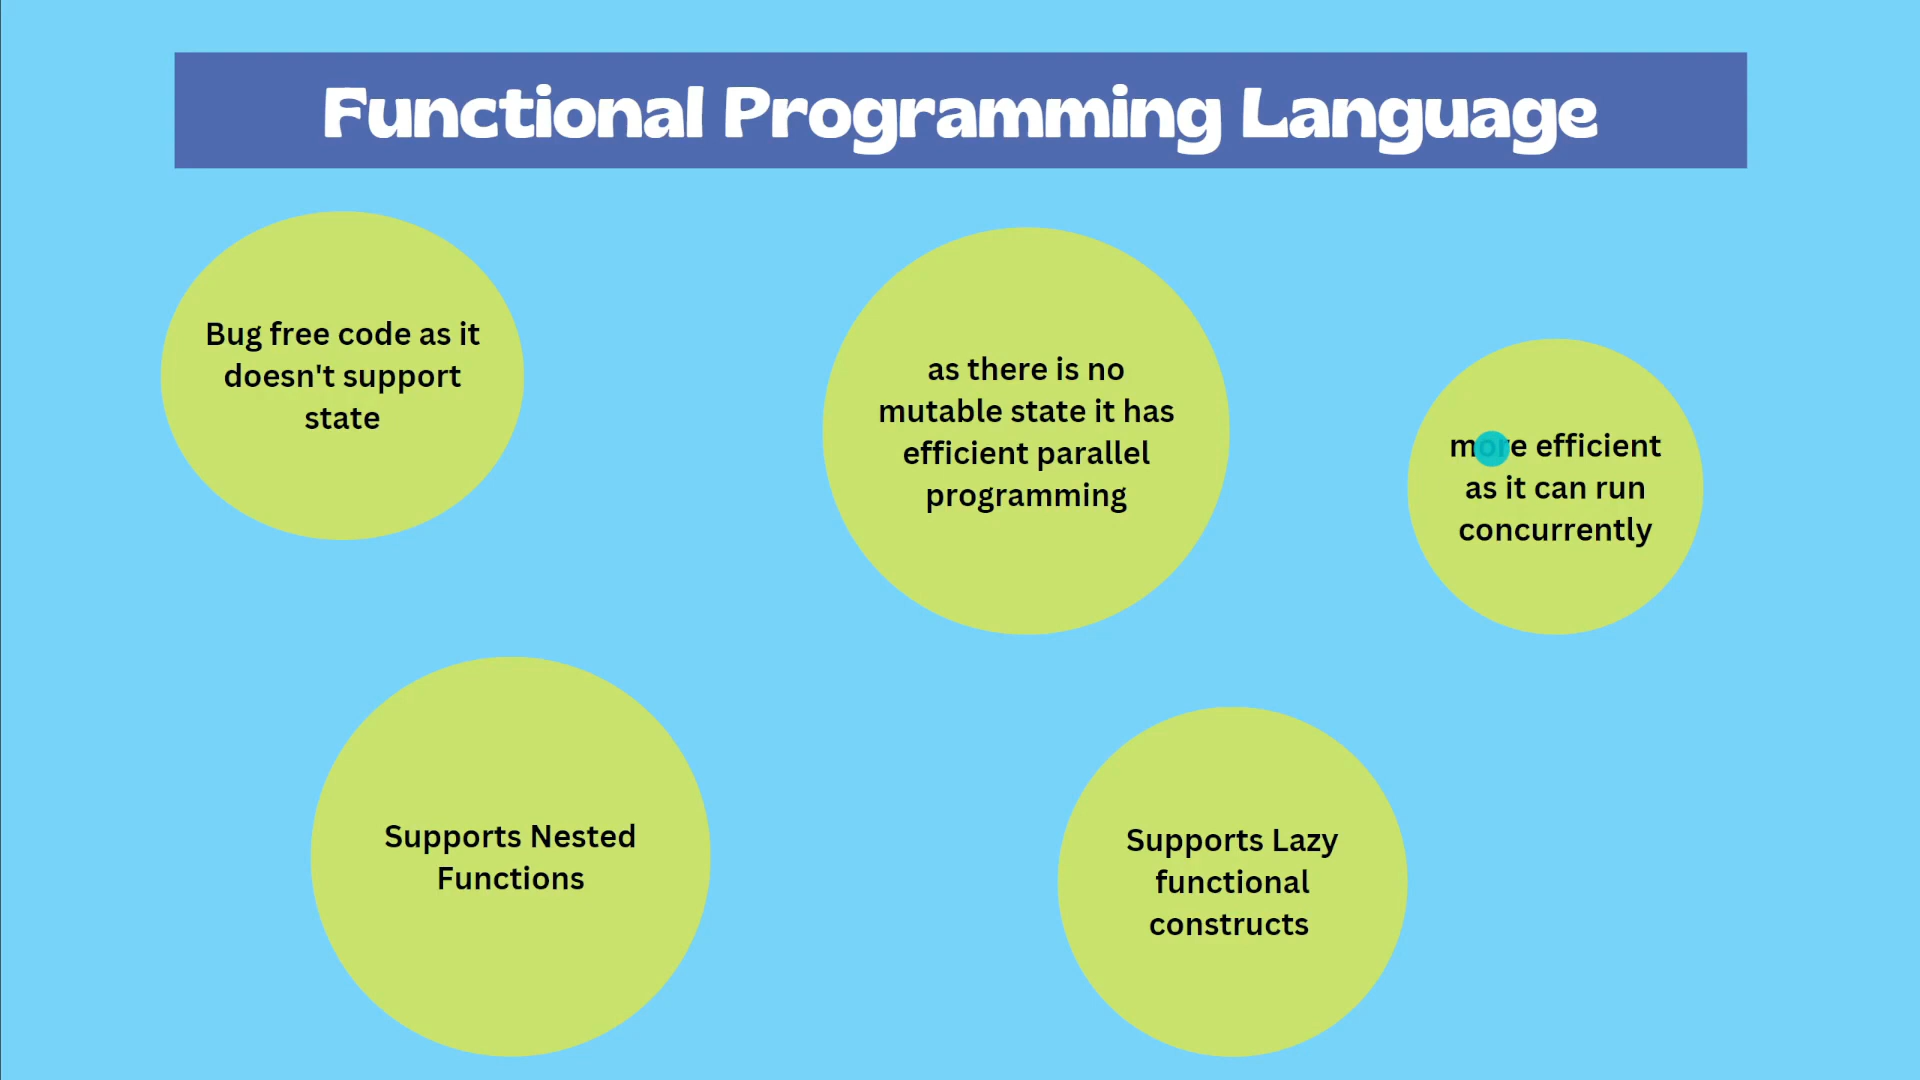 Functional Programming Language
Bug free code as it
doesn't support
state
as there is no
mutable state it has
efficient parallel
programming
more efficient
as it can run
concurrently
Supports Nested
Functions
Supports Lazy
functional
constructs